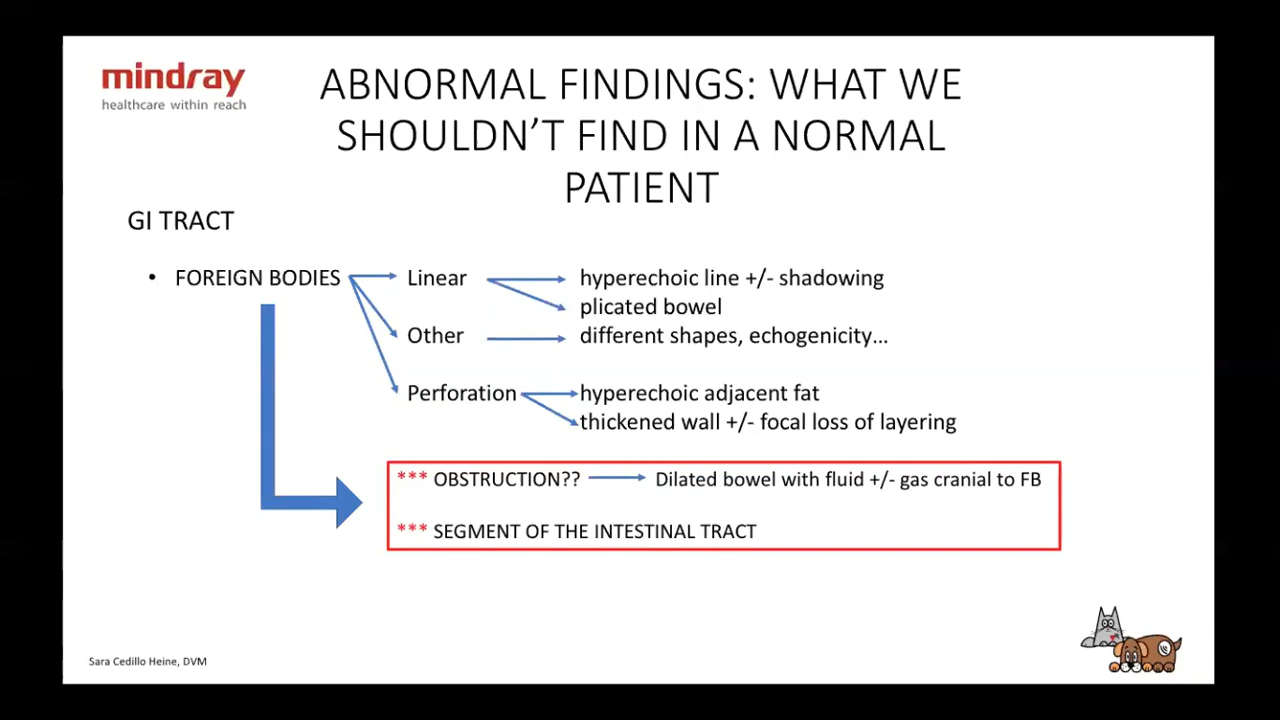 mindray
healthcare within reach
ABNORMAL FINDINGS: WHAT WE
SHOULDN'T FIND IN A NORMAL
PATIENT
GI TRACT
• FOREIGN BODIES
Linear
hyperechoic line +/- shadowing
plicated bowel
Other
different shapes, echogenicity...
Perforation
hyperechoic adjacent fat
thickened wall +/- focal loss of layering
*** OBSTRUCTION??
Dilated bowel with fluid +/- gas cranial to FB
*** SEGMENT OF THE INTESTINAL TRACT
Sara Cedillo Heine, DVM